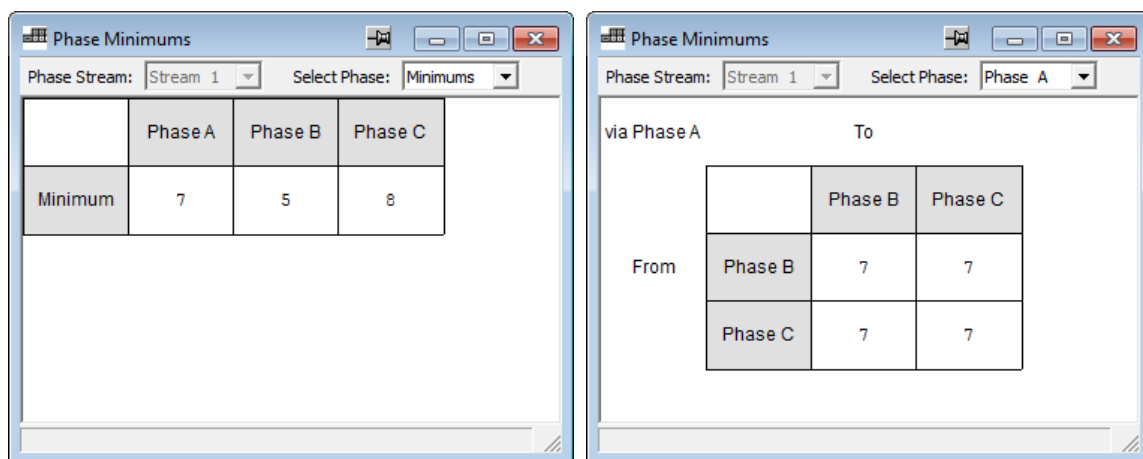 Phase Minimums
Phase Stream: Stream 1 Select Phase: Minimums
Phase A Phase B Phase C
Minimum 7 5 8
Phase Minimums
Phase Stream: Stream 1 Select Phase: Phase A
via Phase A To
Phase B Phase C
From Phase B 7 7
Phase C 7 7